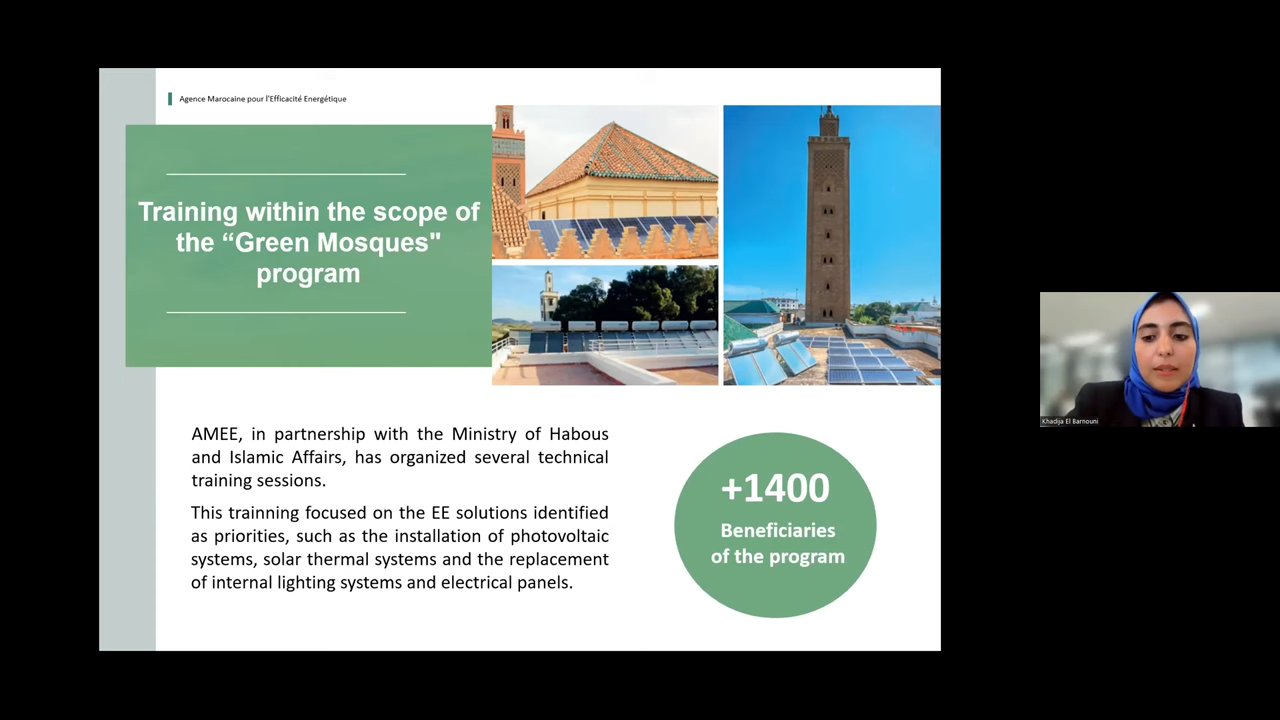 Agence Marocaine pour l'Efficacité Energétique
Training within the scope of
the “Green Mosques"
program
AMEE, in partnership with the Ministry of Habous
and Islamic Affairs, has organized several technical
training sessions.
This trainning focused on the EE solutions identified
as priorities, such as the installation of photovoltaic
systems, solar thermal systems and the replacement
of internal lighting systems and electrical panels.
+1400
Beneficiaries
of the program
Khadija El Barnouni